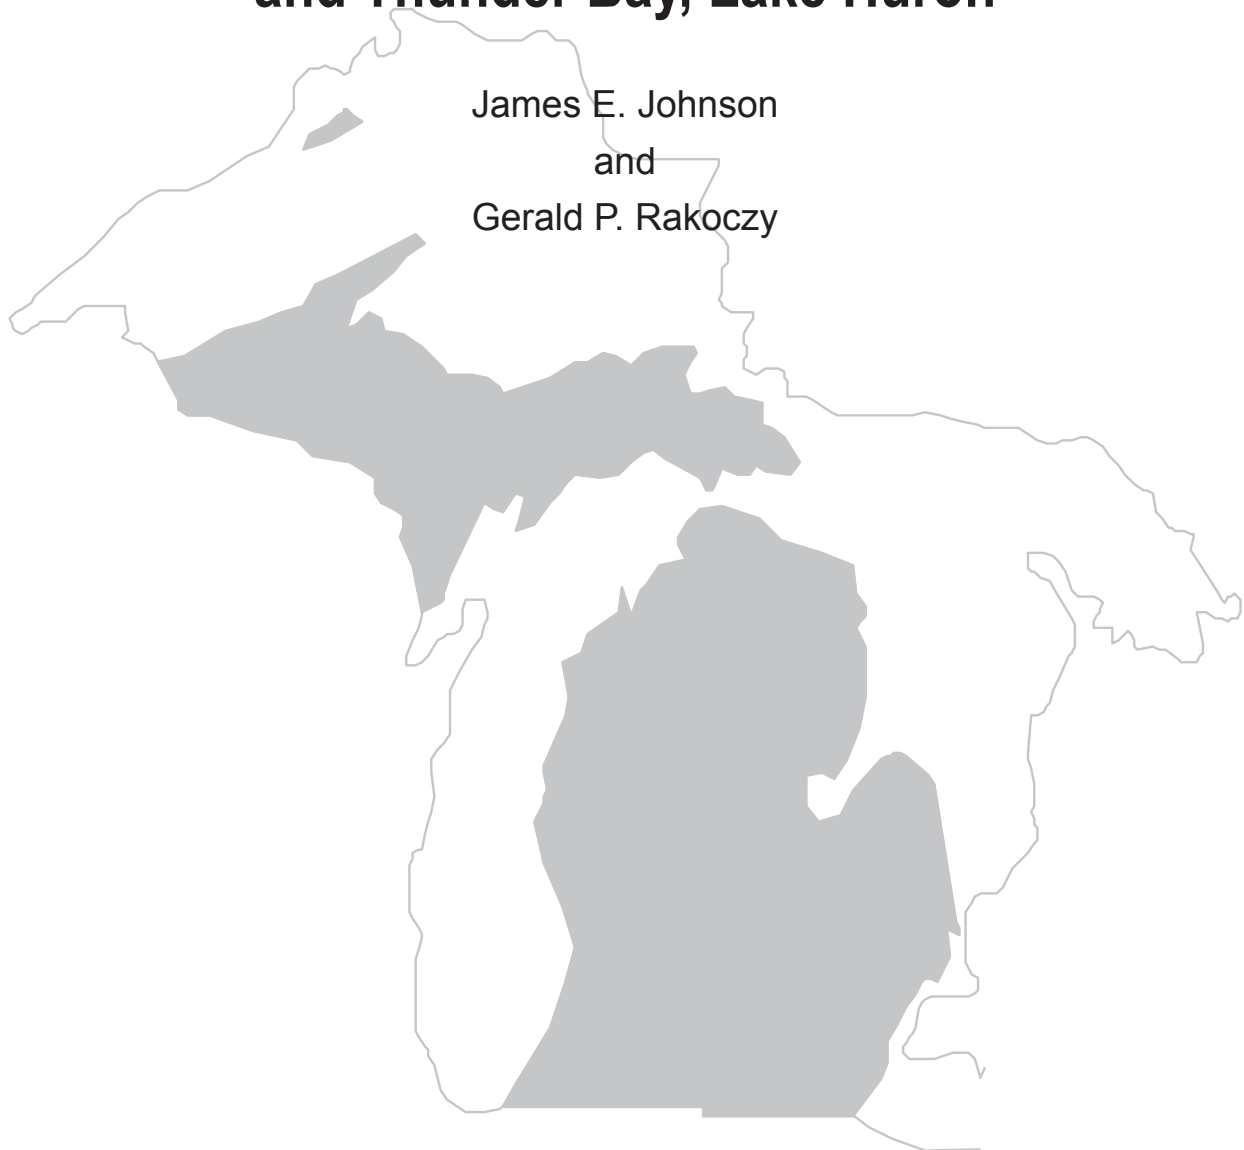 and Thunder Bay, Lake Huron
James E. Johnson
and
Gerald P. Rakoczy